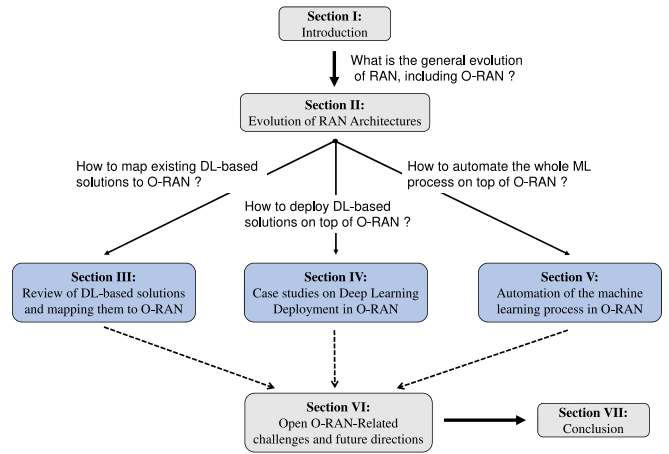 Section I:
Introduction
What is the general evolution
of RAN, including O-RAN ?
Section II:
Evolution of RAN Architectures
How to map existing DL-based
solutions to O-RAN ?
How to deploy DL-based
solutions on top of O-RAN ?
How to automate the whole ML
process on top of O-RAN ?
Section III:
Review of DL-based solutions
and mapping them to O-RAN
Section IV:
Case studies on Deep Learning
Deployment in O-RAN
Section V:
Automation of the machine
learning process in O-RAN
Section VI:
Open O-RAN-Related
challenges and future directions
Section VII:
Conclusion